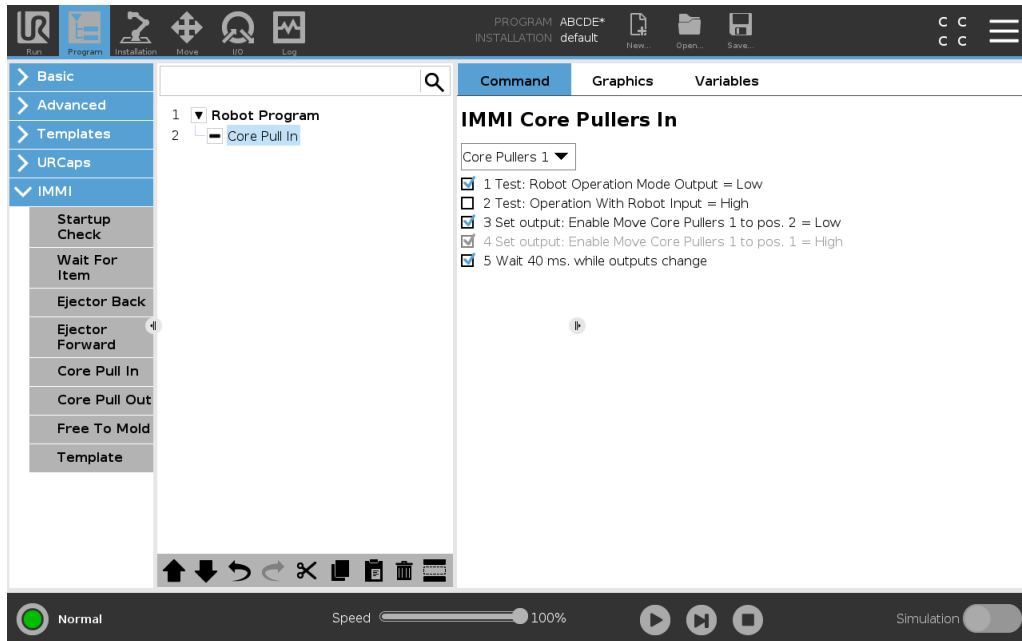 UR
PROGRAM ABCDE*
INSTALLATION default
Run
Program
Installation
Move
I/O
Log
New...
Open...
Save...
C C
C C
Basic
Advanced
Templates
URCaps
IMMI
Startup
Check
Wait For
Item
Ejector Back
Ejector
Forward
Core Pull In
Core Pull Out
Free To Mold
Template
1 Robot Program
2 Core Pull In
Command Graphics Variables
IMMI Core Pullers In
Core Pullers 1
1 Test: Robot Operation Mode Output = Low
2 Test: Operation With Robot Input = High
3 Set output: Enable Move Core Pullers 1 to pos. 2 = Low
4 Set output: Enable Move Core Pullers 1 to pos. 1 = High
5 Wait 40 ms. while outputs change
Normal
Speed 100%
Simulation